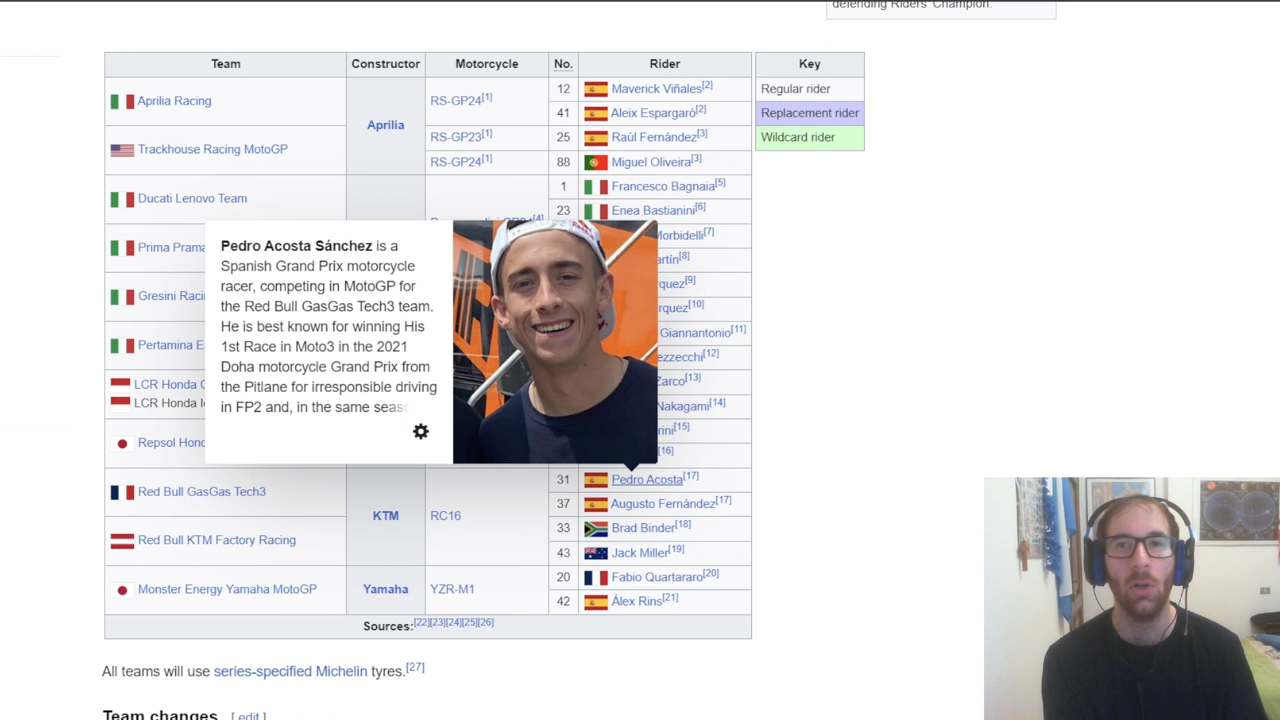 defending Riders' Champion.
Team Constructor Motorcycle No. Rider
Aprilia Racing Aprilia RS-GP24[1] 12 Maverick Viñales[2]
41 Aleix Espargaró[2]
Trackhouse Racing MotoGP RS-GP23[1] 25 Raúl Fernández[3]
RS-GP24[1] 88 Miguel Oliveira[3]
Ducati Lenovo Team 1 Francesco Bagnaia[5]
23 Enea Bastianini[6]
Prima Prama Morbidelli[7]
artín[8]
Gresini Raci rquez[9]
rquez[10]
Pertamina E Giannantonio[11]
ezzecchi[12]
LCR Honda C Zarco[13]
LCR Honda I Nakagami[14]
Repsol Hond rini[15]
[16]
Red Bull GasGas Tech3 KTM RC16 31 Pedro Acosta[17]
37 Augusto Fernández[17]
Red Bull KTM Factory Racing 33 Brad Binder[18]
43 Jack Miller[19]
Monster Energy Yamaha MotoGP Yamaha YZR-M1 20 Fabio Quartararo[20]
42 Álex Rins[21]
Sources:[22][23][24][25][26]
Key
Regular rider
Replacement rider
Wildcard rider
Pedro Acosta Sánchez is a
Spanish Grand Prix motorcycle
racer, competing in MotoGP for
the Red Bull GasGas Tech3 team.
He is best known for winning His
1st Race in Moto3 in the 2021
Doha motorcycle Grand Prix from
the Pitlane for irresponsible driving
in FP2 and, in the same seas
All teams will use series-specified Michelin tyres.[27]
Team changes [ edit ]